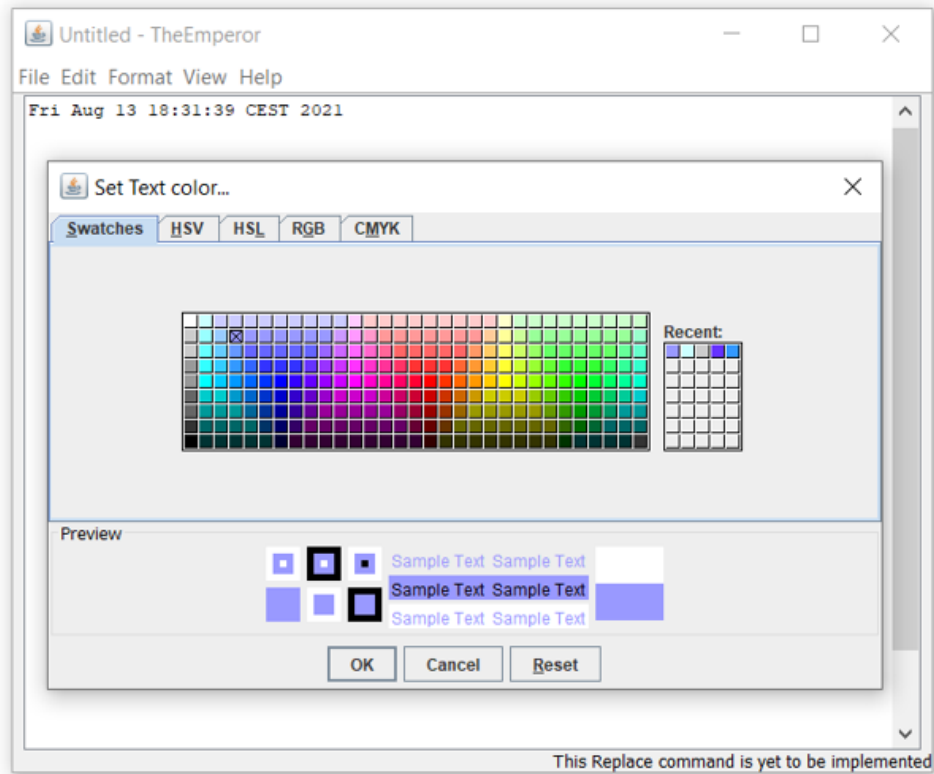 Untitled - TheEmperor
File Edit Format View Help
Fri Aug 13 18:31:39 CEST 2021
Set Text color...
Swatches HSV HSL RGB CMYK
Recent:
Preview
Sample Text Sample Text
Sample Text Sample Text
Sample Text Sample Text
OK Cancel Reset
This Replace command is yet to be implemented